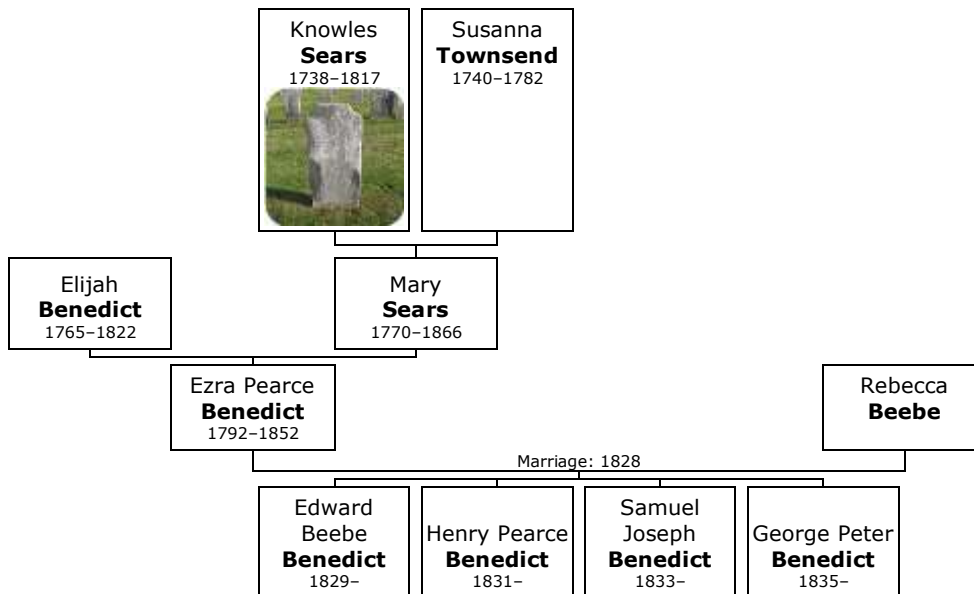 Knowles
Sears
1738–1817
Susanna
Townsend
1740–1782
Elijah
Benedict
1765–1822
Mary
Sears
1770–1866
Ezra Pearce
Benedict
1792–1852
Rebecca
Beebe
Marriage: 1828
Edward
Beebe
Benedict
1829–
Henry Pearce
Benedict
1831–
Samuel
Joseph
Benedict
1833–
George Peter
Benedict
1835–